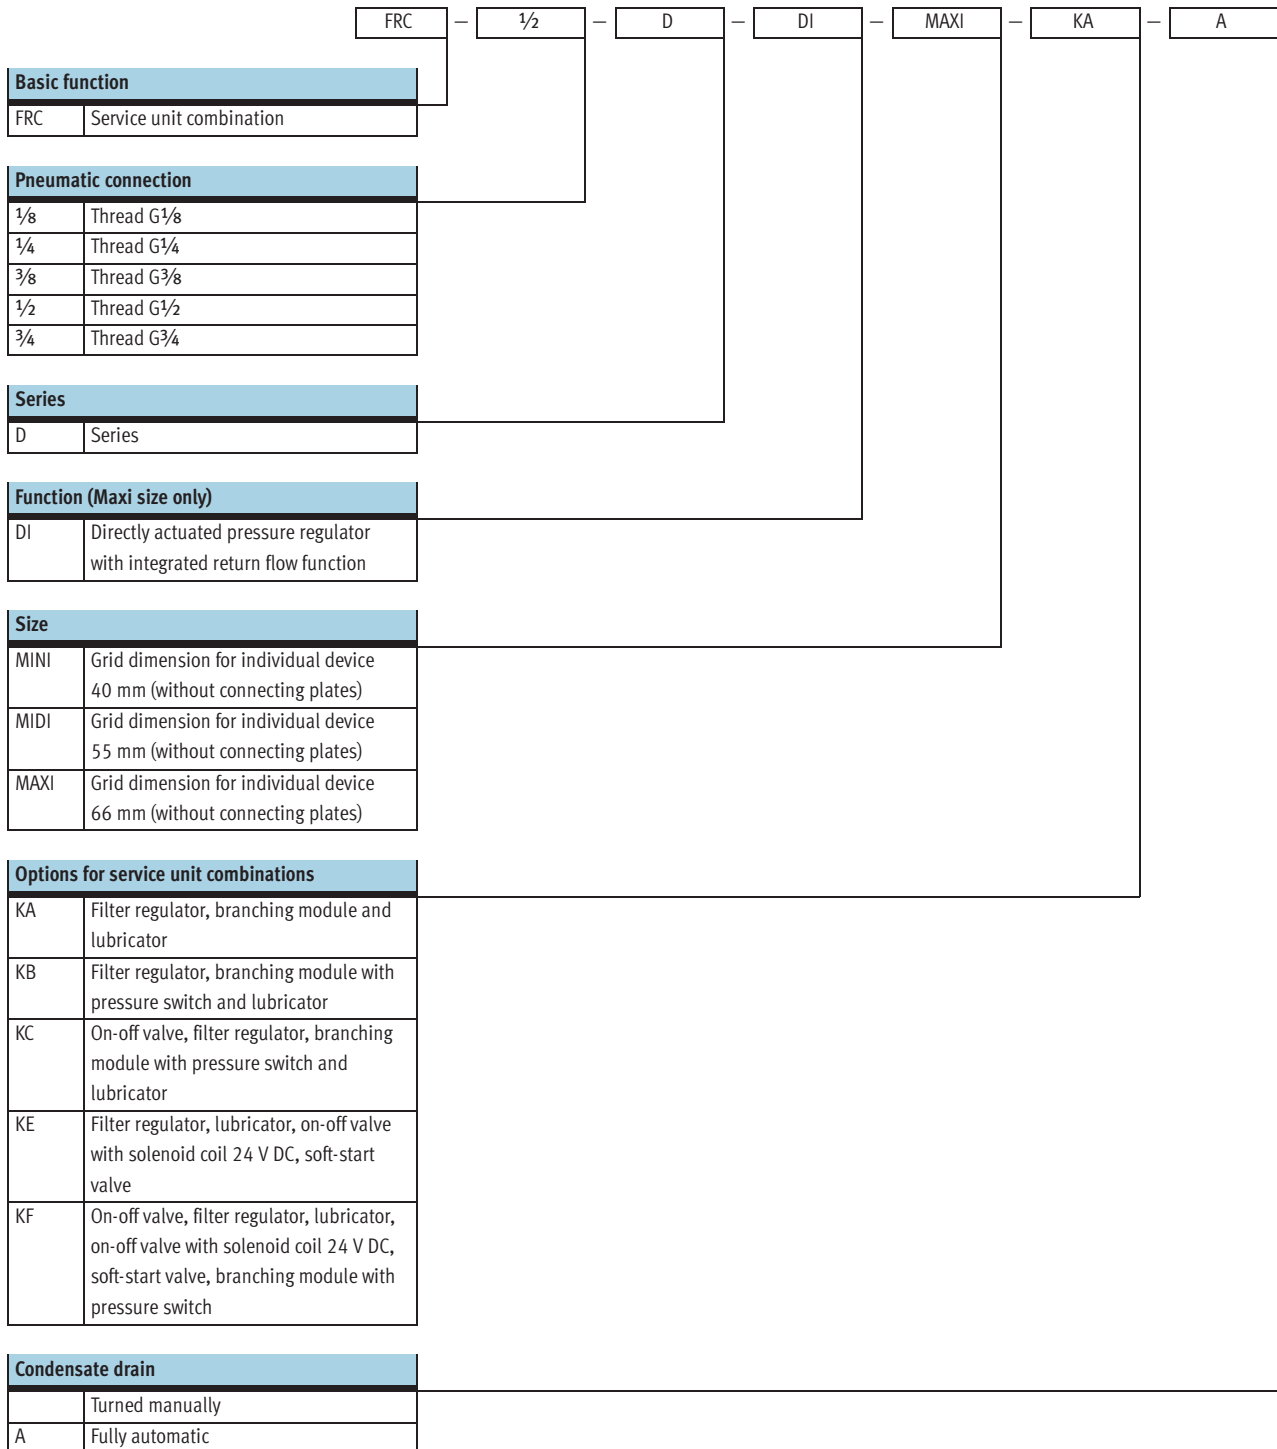 FRC – ½ – D – DI – MAXI – KA – A
Basic function
FRC Service unit combination
Pneumatic connection
⅛ Thread G⅛
¼ Thread G¼
⅜ Thread G⅜
½ Thread G½
¾ Thread G¾
Series
D Series
Function (Maxi size only)
DI Directly actuated pressure regulator
with integrated return flow function
Size
MINI Grid dimension for individual device
40 mm (without connecting plates)
MIDI Grid dimension for individual device
55 mm (without connecting plates)
MAXI Grid dimension for individual device
66 mm (without connecting plates)
Options for service unit combinations
KA Filter regulator, branching module and
lubricator
KB Filter regulator, branching module with
pressure switch and lubricator
KC On-off valve, filter regulator, branching
module with pressure switch and
lubricator
KE Filter regulator, lubricator, on-off valve
with solenoid coil 24 V DC, soft-start
valve
KF On-off valve, filter regulator, lubricator,
on-off valve with solenoid coil 24 V DC,
soft-start valve, branching module with
pressure switch
Condensate drain
Turned manually
A Fully automatic